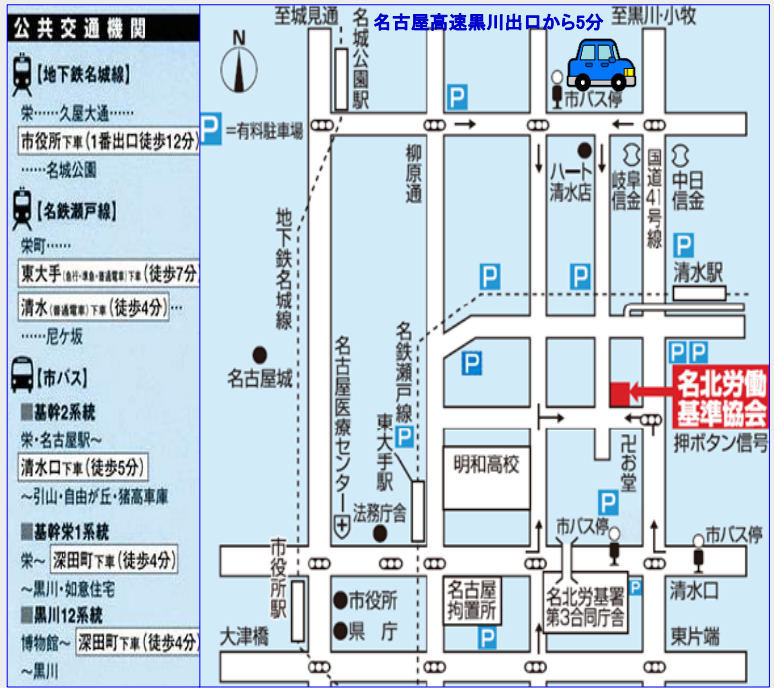 公共交通機関
【地下鉄名城線】
栄……久屋大通……
市役所下車(1番出口徒歩12分)
……名城公園
【名鉄瀬戸線】
栄町……
東大手(急行・準急・普通電車)下車(徒歩7分)
清水(普通電車)下車(徒歩4分)…
……尼ケ坂
【市バス】
■基幹2系統
栄・名古屋駅～
清水口下車(徒歩5分)
～引山・自由が丘・猪高車庫
■基幹栄1系統
栄～深田町下車(徒歩4分)
～黒川・如意住宅
■黒川12系統
博物館～深田町下車(徒歩4分)
～黒川
至城見通
名城公園駅
名古屋高速黒川出口から5分
至黒川・小牧
N
P
市バス停
P=有料駐車場
柳原通
ハート清水店
岐阜信金
国道41号線
中日信金
地下鉄名城線
P
P
P
清水駅
名古屋城
名古屋医療センター
名鉄瀬戸線
P
P P
名北労働
基準協会
東大手駅
P
明和高校
卍お堂
押ボタン信号
法務庁舎
P
市バス停
市バス停
市役所駅
市役所
県庁
名古屋
拘置所
名北労基署
第3合同庁舎
P
清水口
大津橋
P
東片端